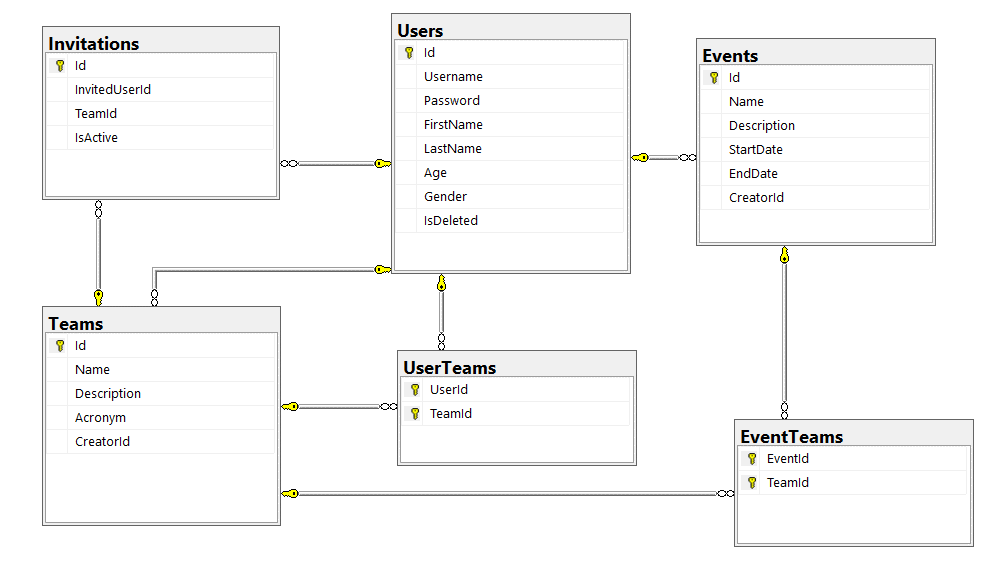 Invitations
Id
InvitedUserId
TeamId
IsActive
Users
Id
Username
Password
FirstName
LastName
Age
Gender
IsDeleted
Events
Id
Name
Description
StartDate
EndDate
CreatorId
Teams
Id
Name
Description
Acronym
CreatorId
UserTeams
UserId
TeamId
EventTeams
EventId
TeamId